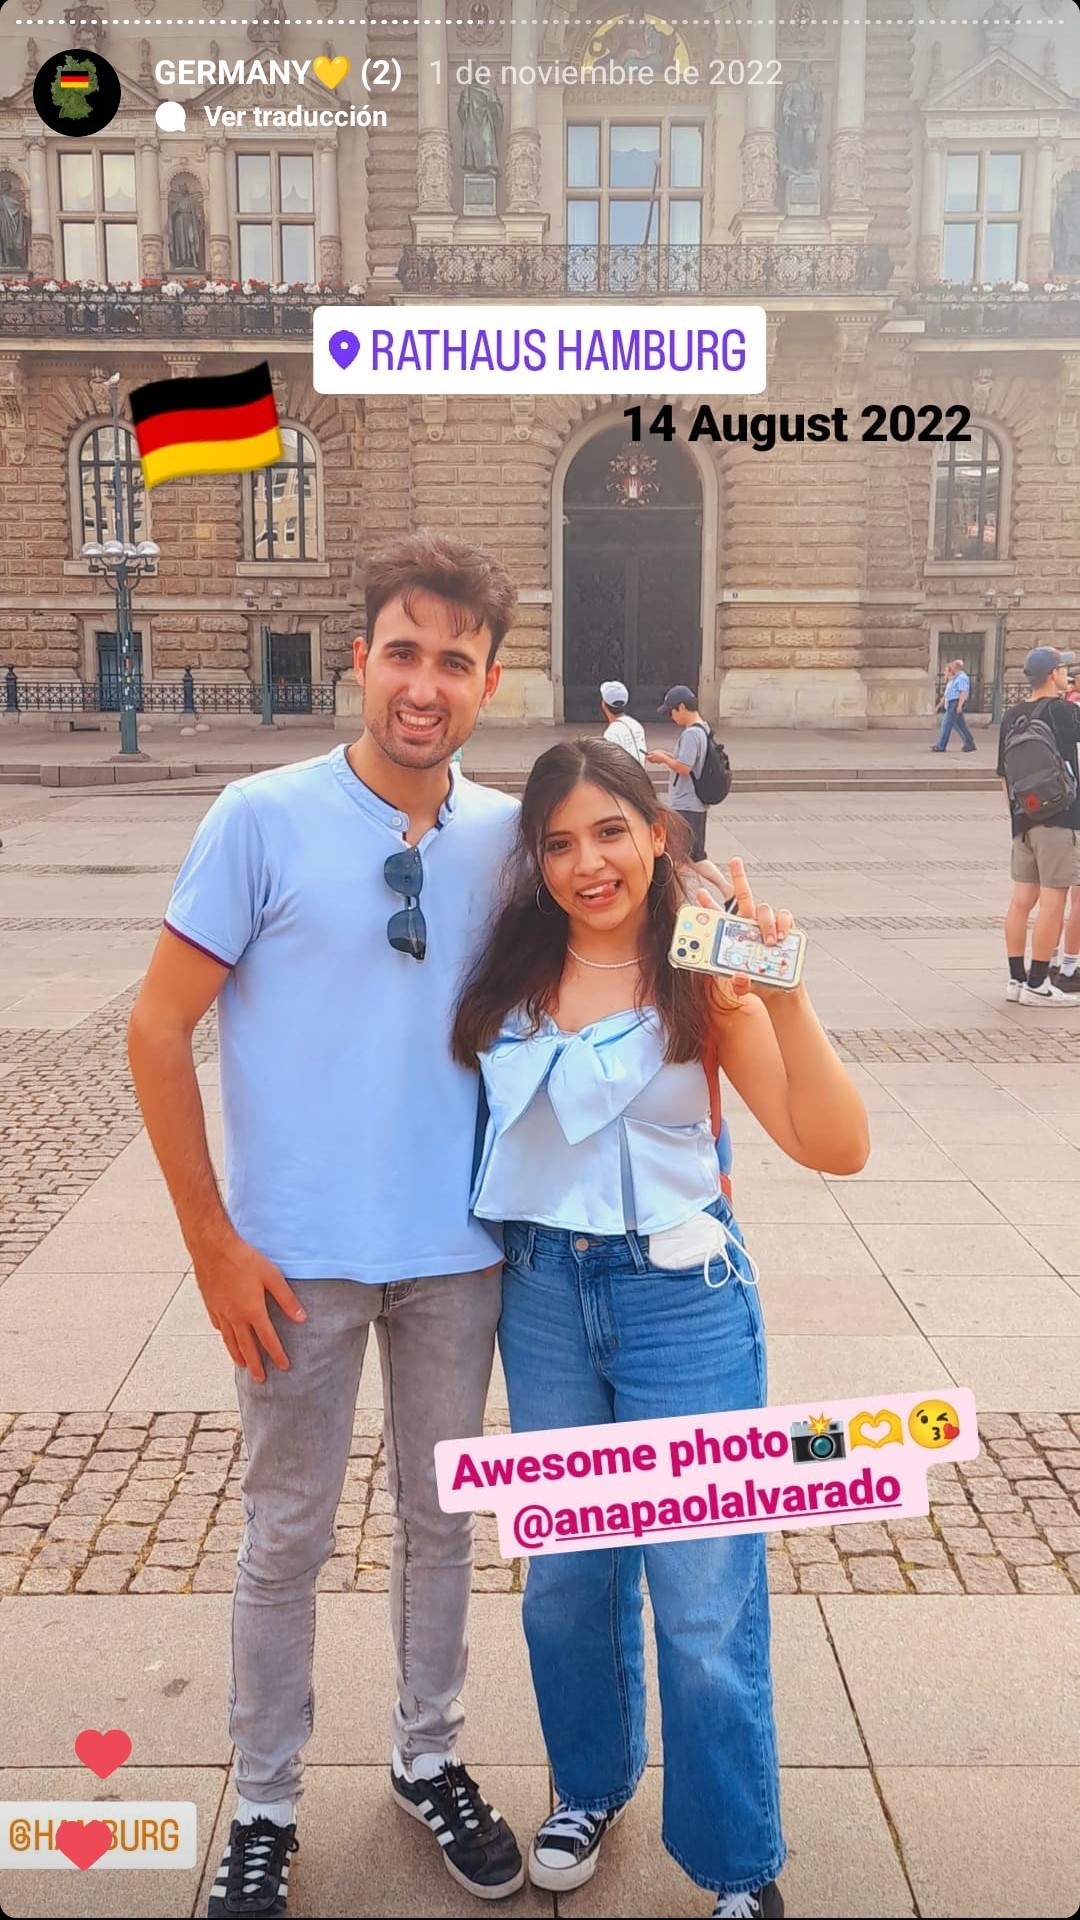 GERMANY💛 (2) 1 de noviembre de 2022
Ver traducción
RATHAUS HAMBURG
14 August 2022
Awesome photo📸🫶😘
@anapaolalvarado